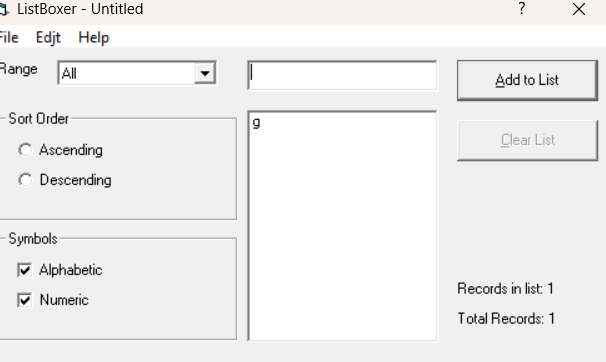 ListBoxer - Untitled ?
File Edjt Help
Range All Add to List
Sort Order g
Ascending Clear List
Descending
Symbols
Alphabetic
Numeric
Records in list: 1
Total Records: 1